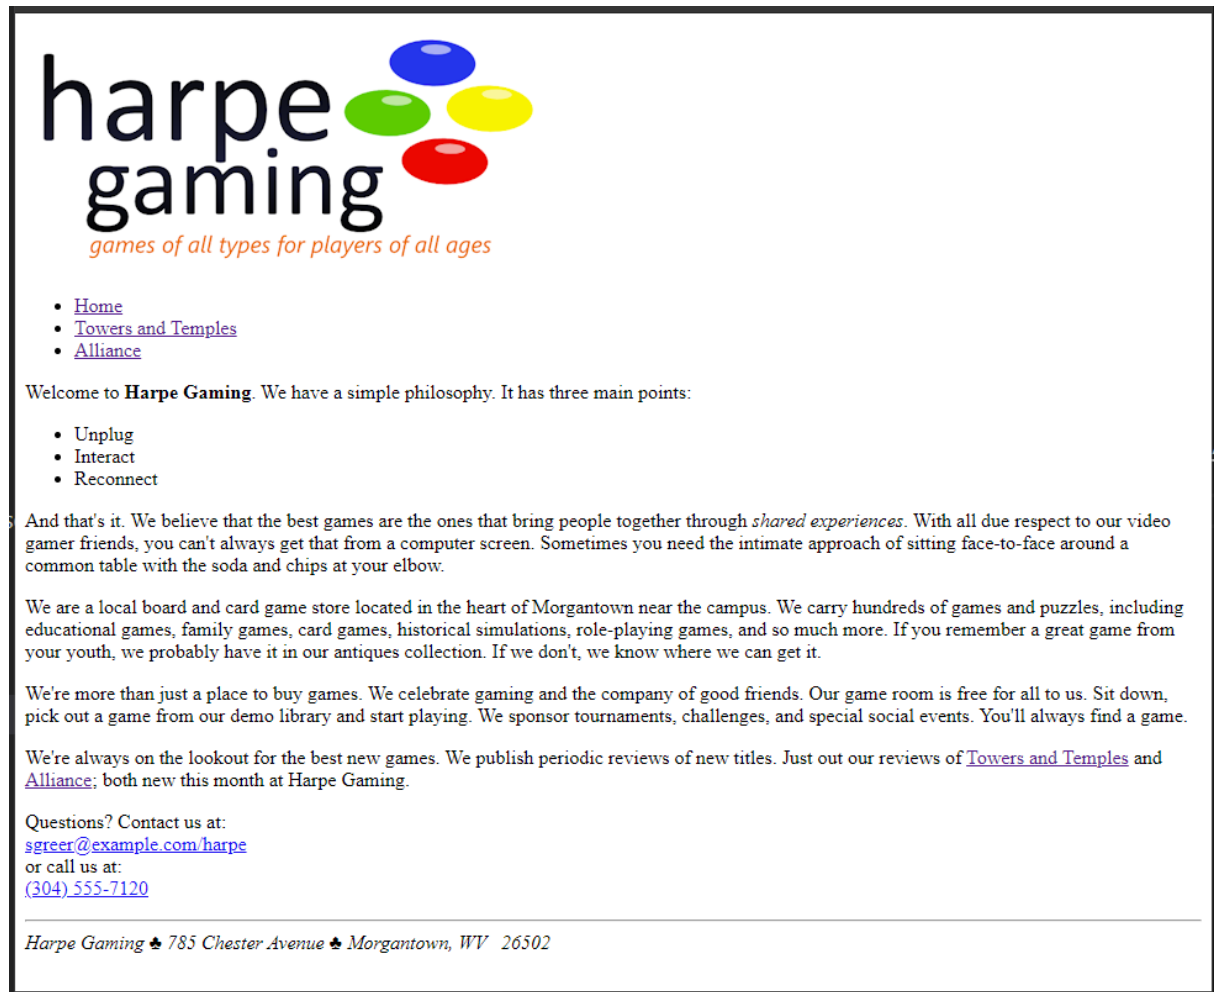 harpe
gaming
games of all types for players of all ages
Home
Towers and Temples
Alliance
Welcome to Harpe Gaming. We have a simple philosophy. It has three main points:
Unplug
Interact
Reconnect
And that's it. We believe that the best games are the ones that bring people together through shared experiences. With all due respect to our video
gamer friends, you can't always get that from a computer screen. Sometimes you need the intimate approach of sitting face-to-face around a
common table with the soda and chips at your elbow.
We are a local board and card game store located in the heart of Morgantown near the campus. We carry hundreds of games and puzzles, including
educational games, family games, card games, historical simulations, role-playing games, and so much more. If you remember a great game from
your youth, we probably have it in our antiques collection. If we don't, we know where we can get it.
We're more than just a place to buy games. We celebrate gaming and the company of good friends. Our game room is free for all to us. Sit down,
pick out a game from our demo library and start playing. We sponsor tournaments, challenges, and special social events. You'll always find a game.
We're always on the lookout for the best new games. We publish periodic reviews of new titles. Just out our reviews of Towers and Temples and
Alliance; both new this month at Harpe Gaming.
Questions? Contact us at:
sgreer@example.com/harpe
or call us at:
(304) 555-7120
Harpe Gaming ♣ 785 Chester Avenue ♣ Morgantown, WV 26502